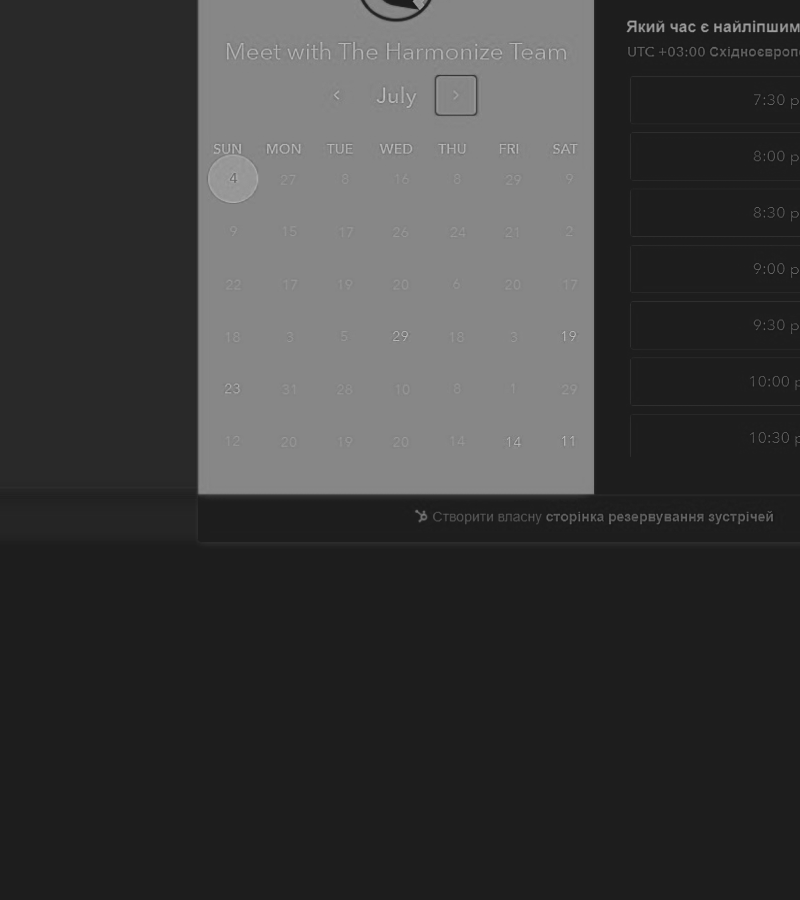 Meet with The Harmonize Team
July
SUN MON TUE WED THU FRI SAT
4 27 8 16 8 29 9
9 15 17 26 24 21 2
22 17 19 20 6 20 17
18 3 5 29 18 3 19
23 31 28 10 8 1 29
12 20 19 20 14 14 11
Який час є найліпшим
UTC +03:00 Східноєвропе
7:30 p
8:00 p
8:30 p
9:00 p
9:30 p
10:00 p
10:30 p
Створити власну сторінка резервування зустрічей